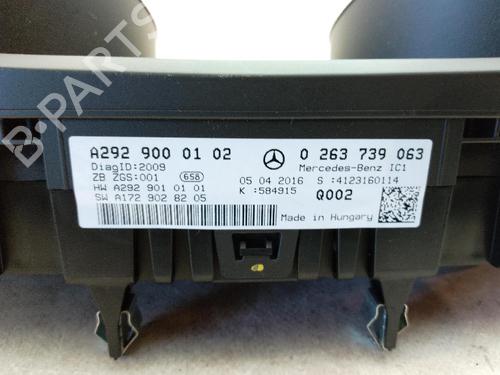 A292 900 01 02
DiagID:2009
ZB ZGS:001 658
HW A292 901 01 01
SW A172 902 82 05
05 04 2016
K :584915
0 263 739 063
Mercedes-Benz IC1
S :4123160114
Q002
Made in Hungary
B-PARTS